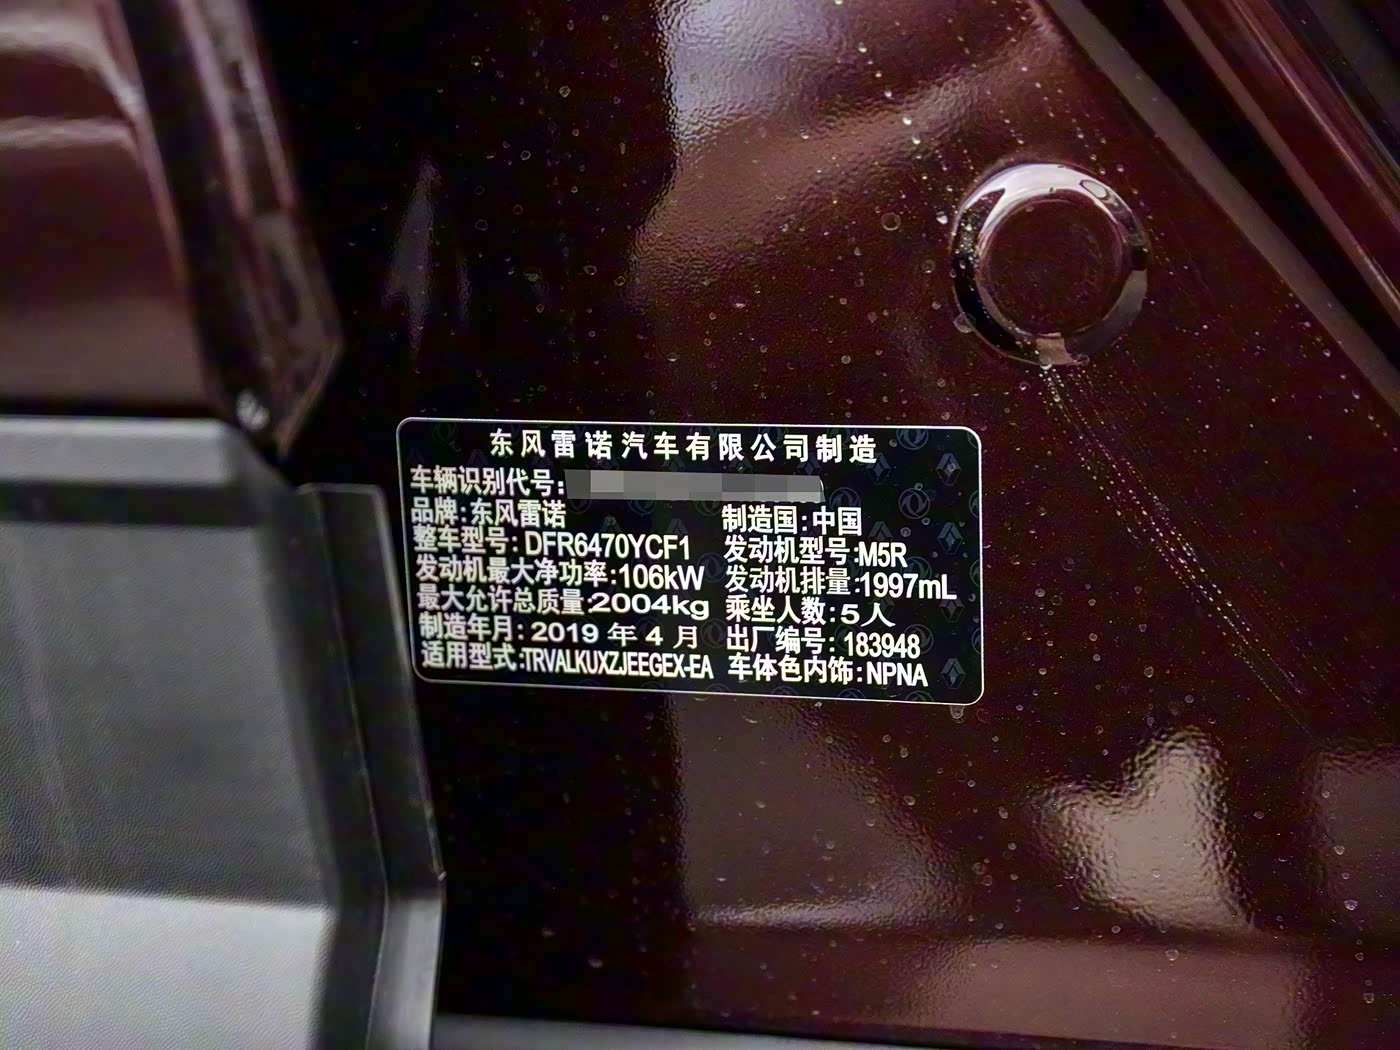 东风雷诺汽车有限公司制造
车辆识别代号:
品牌:东风雷诺 制造国:中国
整车型号:DFR6470YCF1 发动机型号:M5R
发动机最大净功率:106kW 发动机排量:1997mL
最大允许总质量:2004kg 乘坐人数:5人
制造年月:2019年4月 出厂编号:183948
适用型式:TRVALKUXZJEEGEX-EA 车体色内饰:NPNA